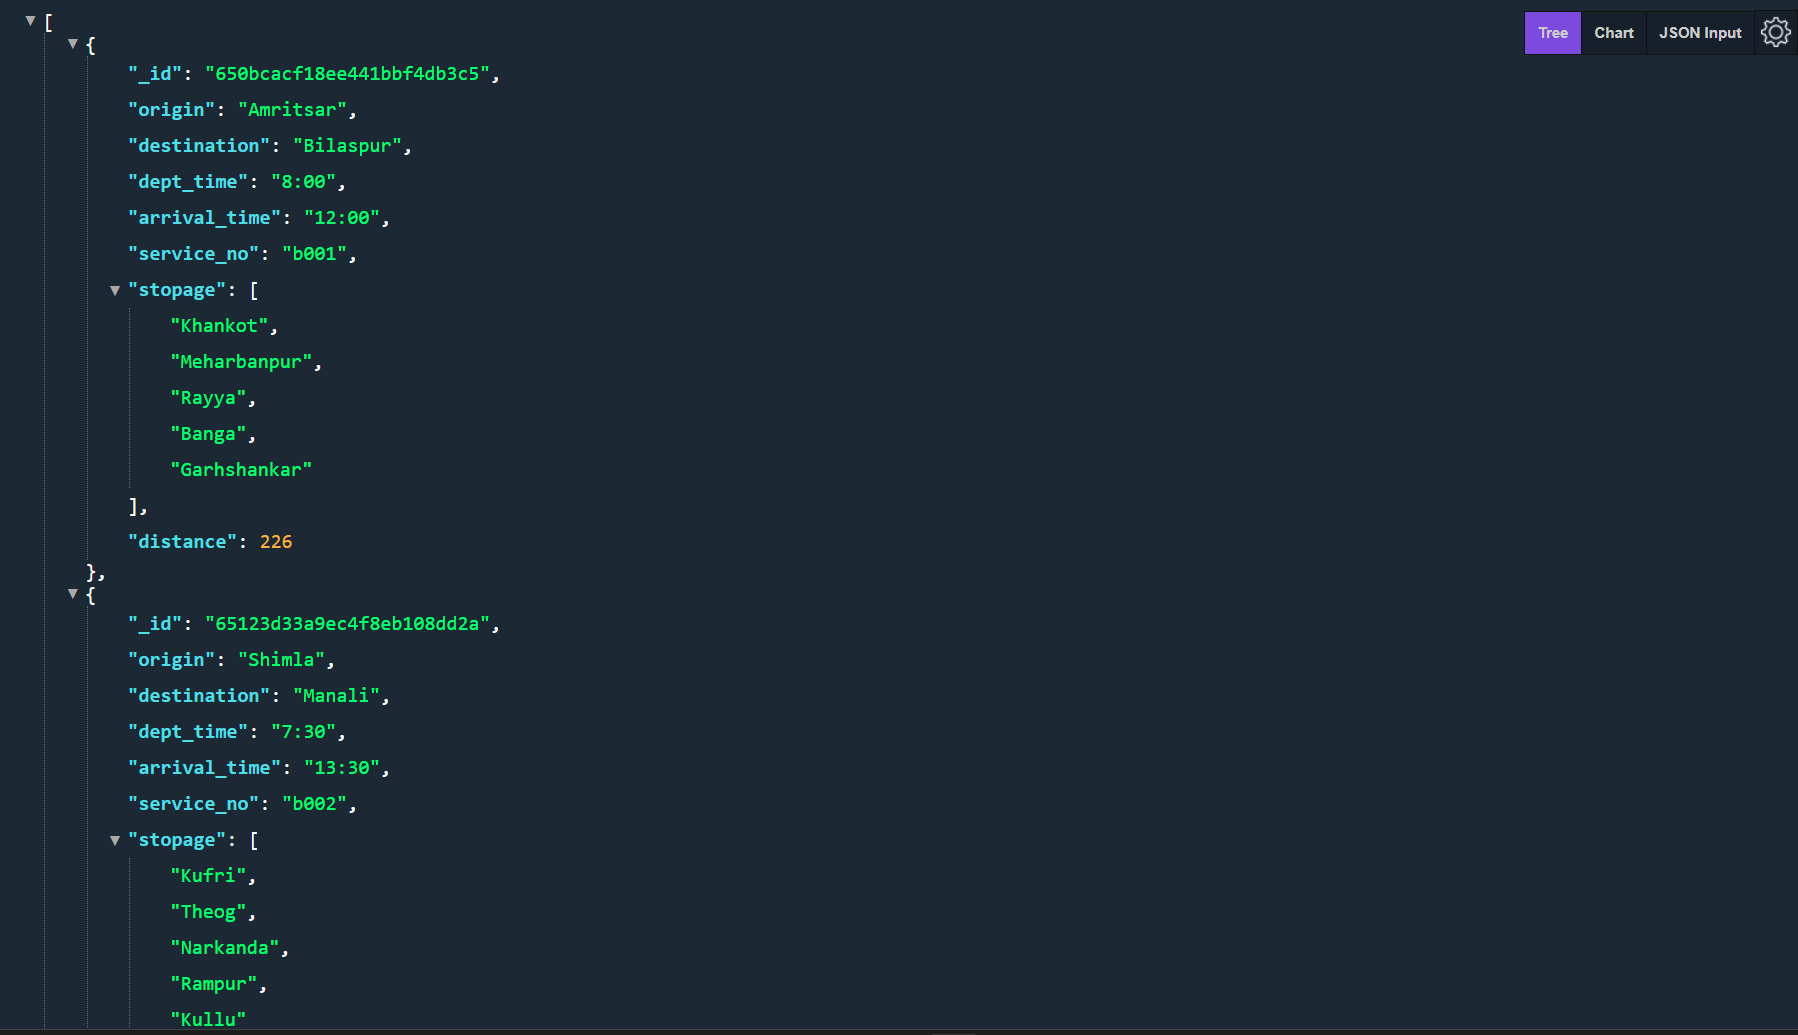 [
Tree Chart JSON Input
{
"_id": "650bcacf18ee441bbf4db3c5",
"origin": "Amritsar",
"destination": "Bilaspur",
"dept_time": "8:00",
"arrival_time": "12:00",
"service_no": "b001",
"stopage": [
"Khankot",
"Meharbanpur",
"Rayya",
"Banga",
"Garhshankar"
],
"distance": 226
},
{
"_id": "65123d33a9ec4f8eb108dd2a",
"origin": "Shimla",
"destination": "Manali",
"dept_time": "7:30",
"arrival_time": "13:30",
"service_no": "b002",
"stopage": [
"Kufri",
"Theog",
"Narkanda",
"Rampur",
"Kullu"